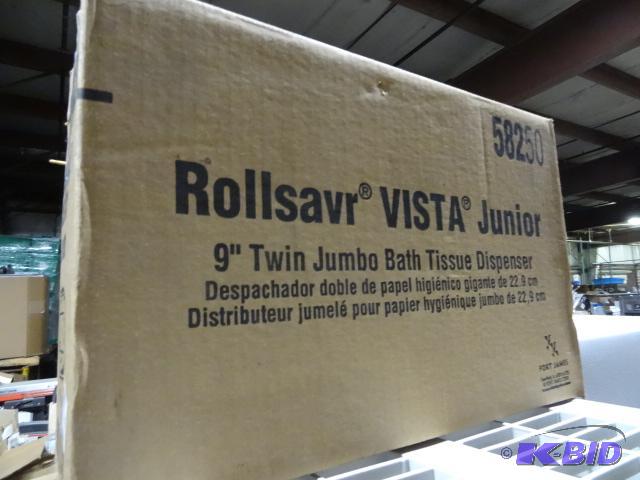 58250
Rollsavr® VISTA® Junior
9" Twin Jumbo Bath Tissue Dispenser
Despachador doble de papel higiénico gigante de 22.9 cm
Distributeur jumelé pour papier hygiénique jumbo de 22,9 cm
FORT JAMES
© K-BID